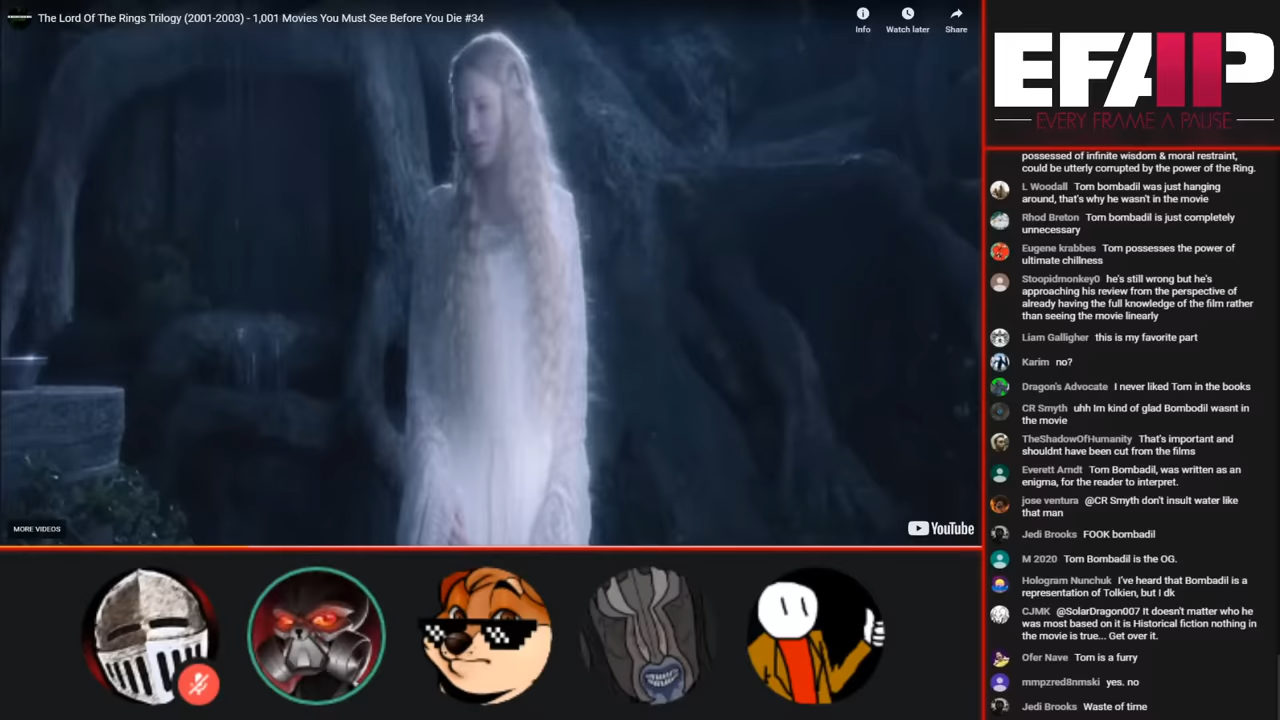 The Lord Of The Rings Trilogy (2001-2003) - 1,001 Movies You Must See Before You Die #34
Info
Watch later
Share
MORE VIDEOS
YouTube
EFAP
EVERY FRAME A PAUSE
possessed of infinite wisdom & moral restraint,
could be utterly corrupted by the power of the Ring.
L Woodall Tom bombadil was just hanging
around, that's why he wasn't in the movie
Rhod Breton Tom bombadil is just completely
unnecessary
Eugene krabbes Tom possesses the power of
ultimate chillness
Stoopidmonkey0 he's still wrong but he's
approaching his review from the perspective of
already having the full knowledge of the film rather
than seeing the movie linearly
Liam Galligher this is my favorite part
Karim no?
Dragon's Advocate I never liked Tom in the books
CR Smyth uhh Im kind of glad Bombodil wasnt in
the movie
TheShadowOfHumanity That's important and
shouldnt have been cut from the films
Everett Arndt Tom Bombadil, was written as an
enigma, for the reader to interpret.
jose ventura @CR Smyth don't insult water like
that man
Jedi Brooks FOOK bombadil
M 2020 Tom Bombadil is the OG.
Hologram Nunchuk I've heard that Bombadil is a
representation of Tolkien, but I dk
CJMK @SolarDragon007 It doesn't matter who he
was most based on it is Historical fiction nothing in
the movie is true... Get over it.
Ofer Nave Tom is a furry
mmpzred8nmski yes. no
Jedi Brooks Waste of time